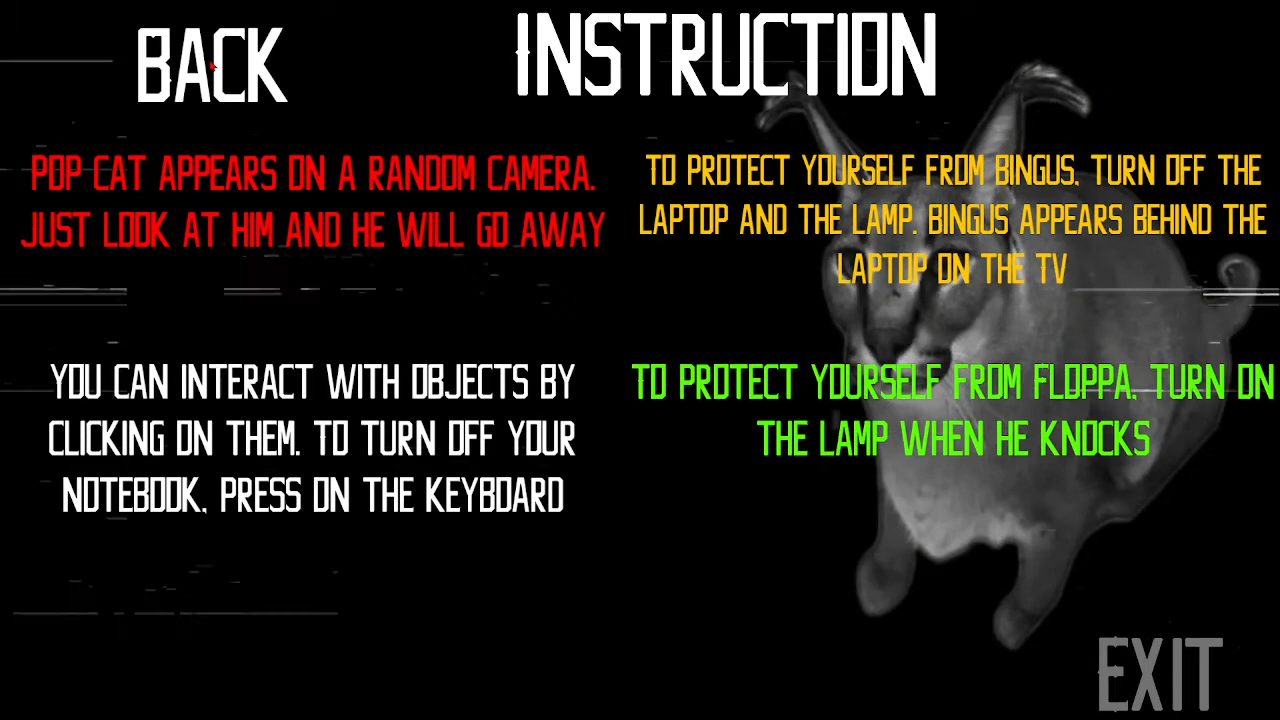 BACK
INSTRUCTION
POP CAT APPEARS ON A RANDOM CAMERA.
JUST LOOK AT HIM AND HE WILL GO AWAY
TO PROTECT YOURSELF FROM BINGUS, TURN OFF THE
LAPTOP AND THE LAMP. BINGUS APPEARS BEHIND THE
LAPTOP ON THE TV
YOU CAN INTERACT WITH OBJECTS BY
CLICKING ON THEM. TO TURN OFF YOUR
NOTEBOOK, PRESS ON THE KEYBOARD
TO PROTECT YOURSELF FROM FLOPPA, TURN ON
THE LAMP WHEN HE KNOCKS
EXIT